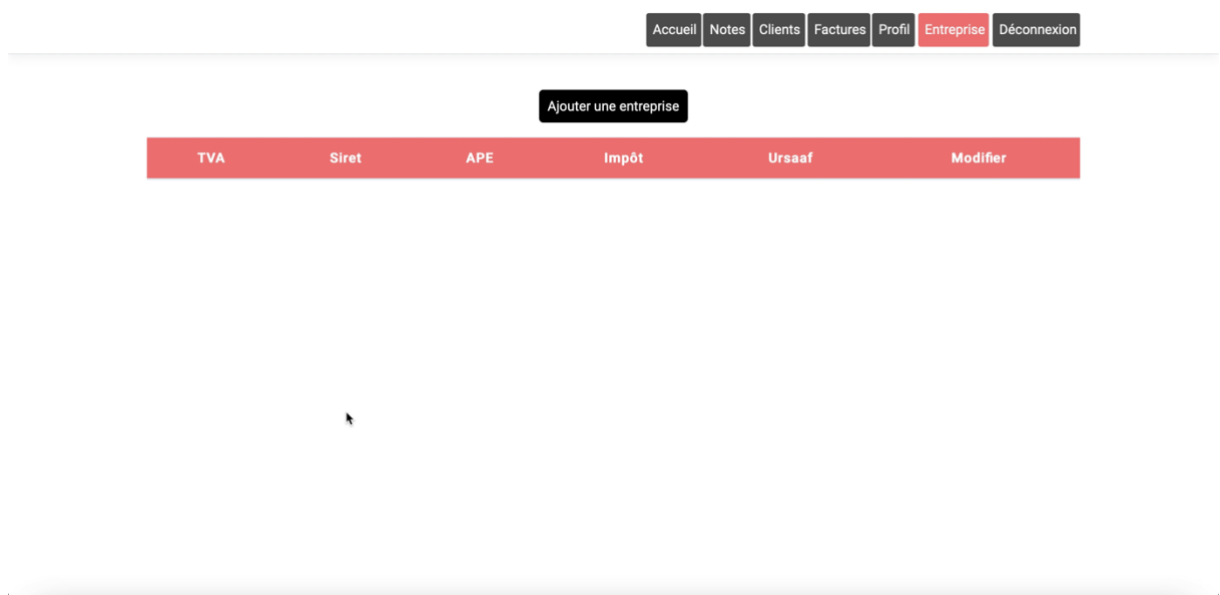 Accueil Notes Clients Factures Profil Entreprise Déconnexion
Ajouter une entreprise
TVA Siret APE Impôt Ursaaf Modifier